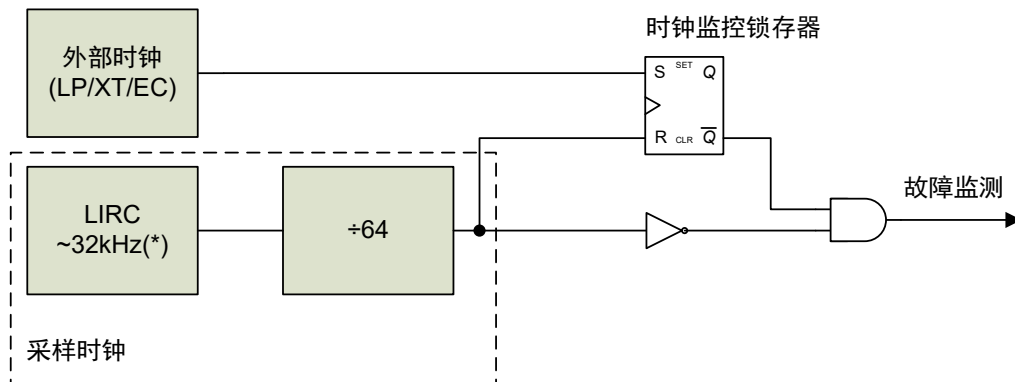 外部时钟
(LP/XT/EC)
时钟监控锁存器
S SET Q
R CLR Q̅
LIRC
~32kHz(*)
÷64
故障监测
采样时钟